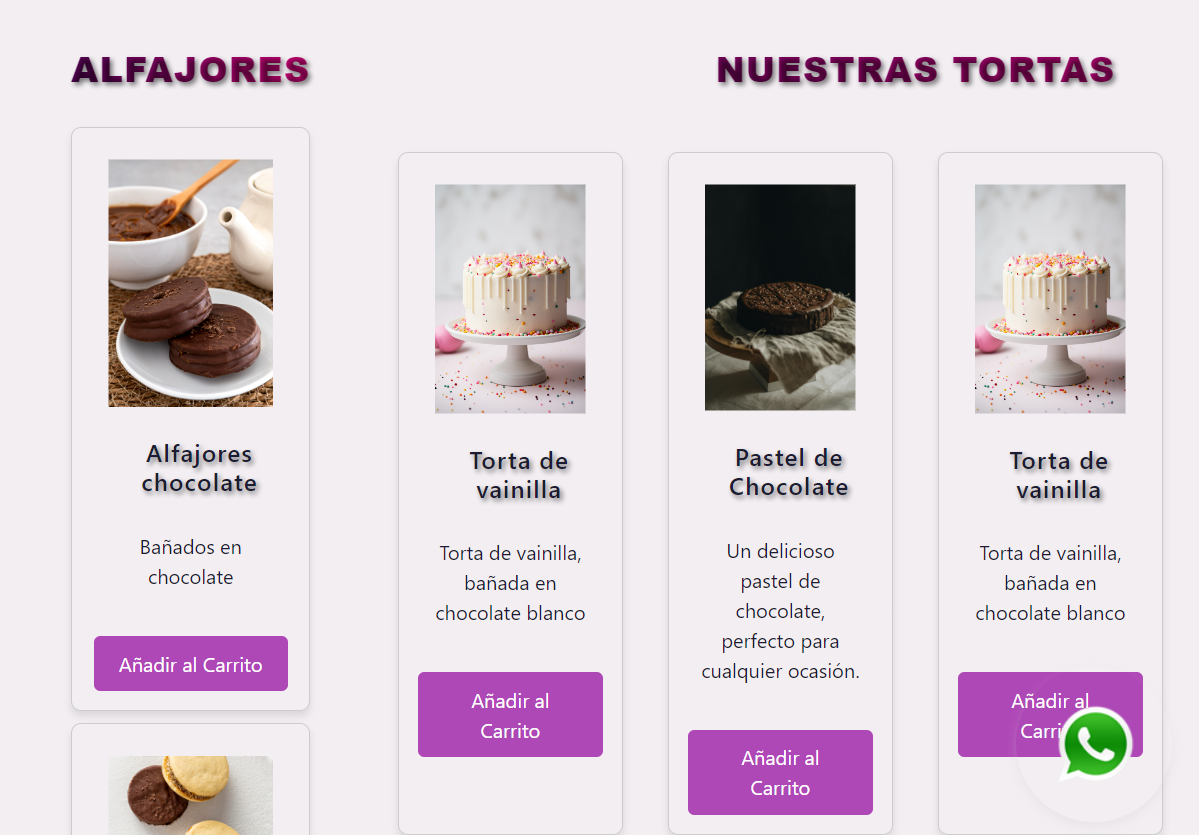 ALFAJORES
NUESTRAS TORTAS
Alfajores
chocolate
Bañados en
chocolate
Añadir al Carrito
Torta de
vainilla
Torta de vainilla,
bañada en
chocolate blanco
Añadir al
Carrito
Pastel de
Chocolate
Un delicioso
pastel de
chocolate,
perfecto para
cualquier ocasión.
Añadir al
Carrito
Torta de
vainilla
Torta de vainilla,
bañada en
chocolate blanco
Añadir al